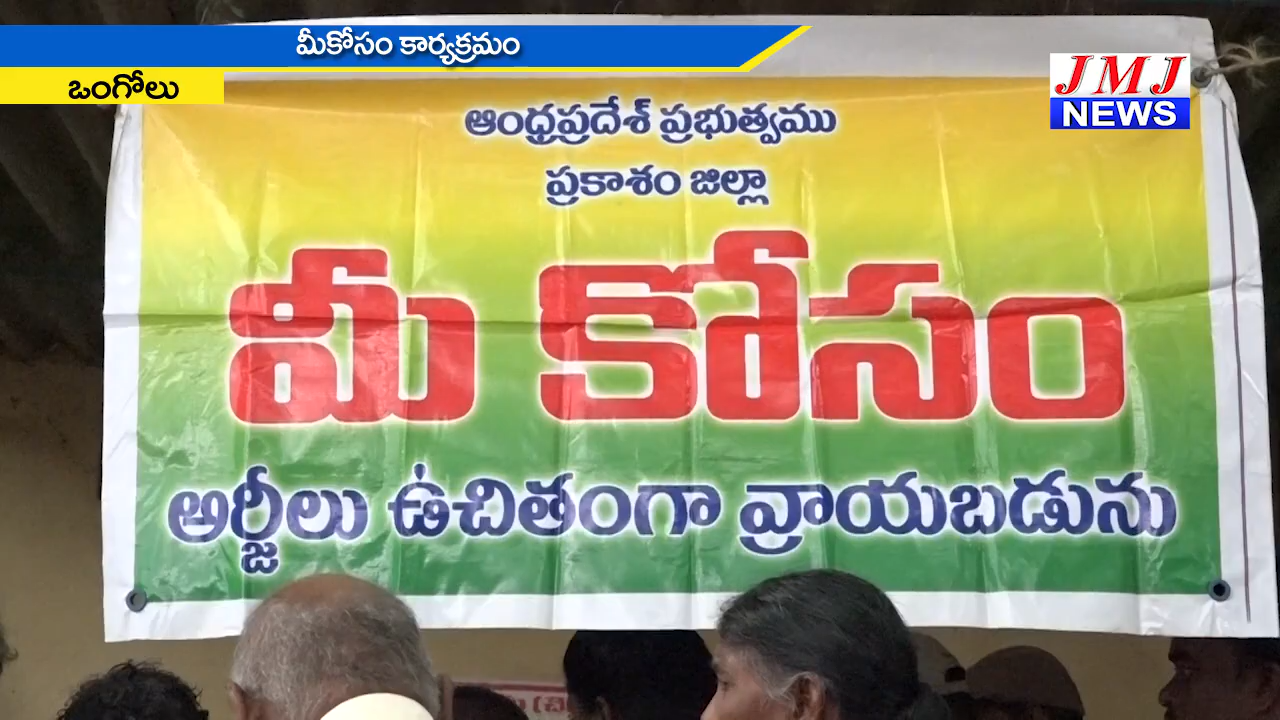 మీకోసం కార్యక్రమం
ఒంగోలు
JMJ
NEWS
ఆంధ్రప్రదేశ్ ప్రభుత్వము
ప్రకాశం జిల్లా
మీ కోసం
అర్జీలు ఉచితంగా వ్రాయబడును